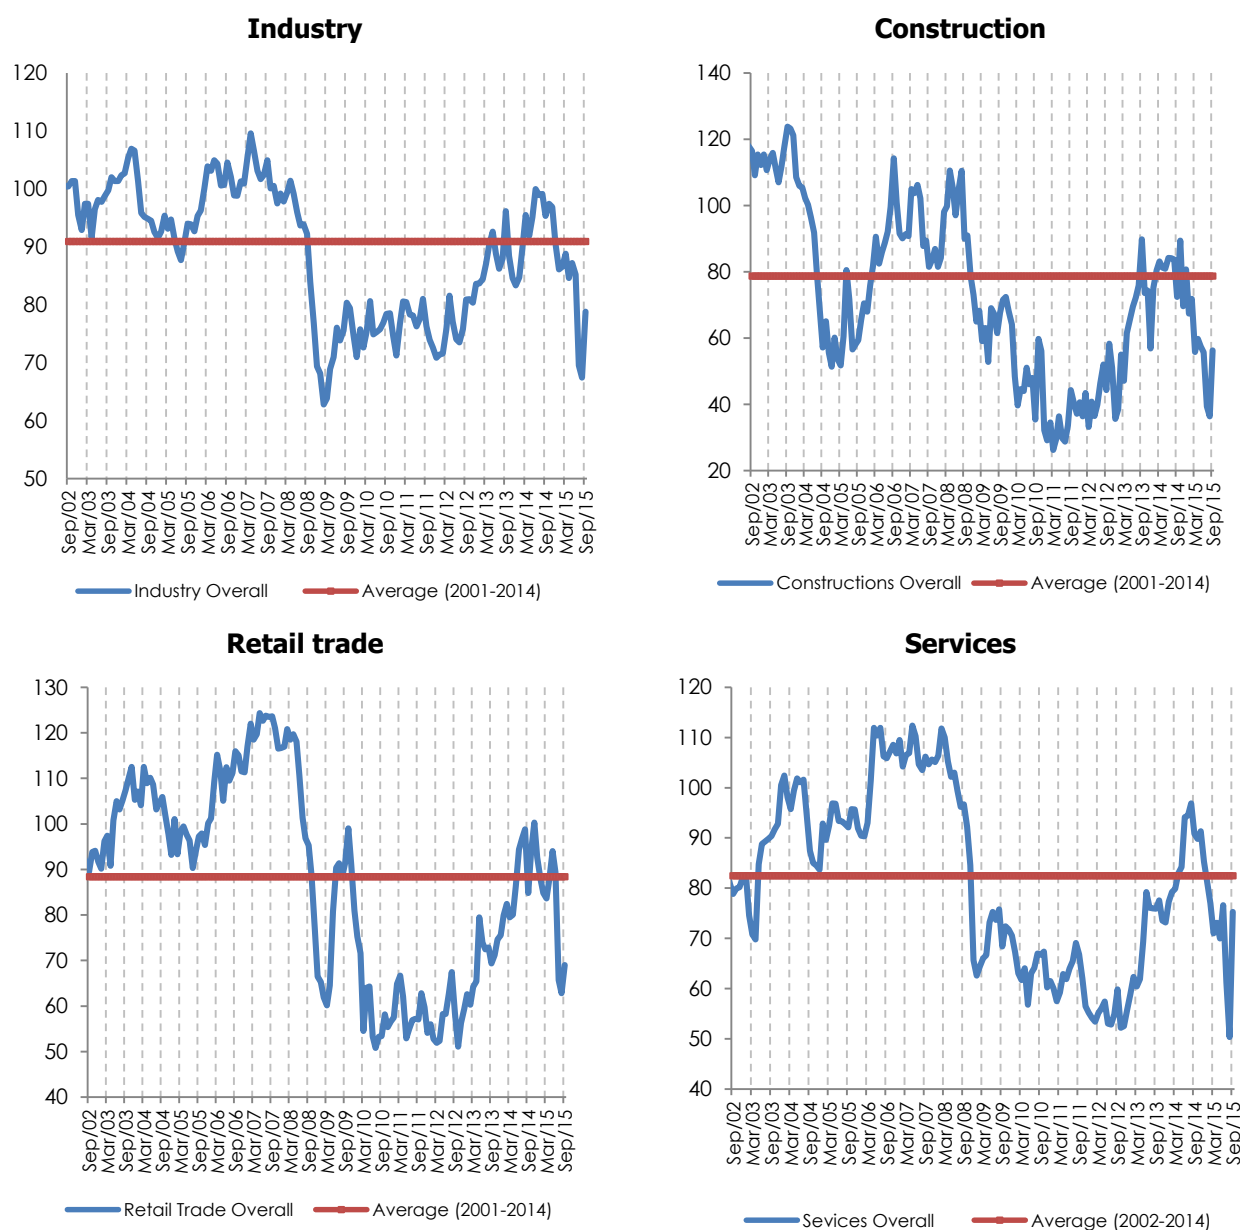 Industry
120
110
100
90
80
70
60
50
Sep/02
Mar/03
Sep/03
Mar/04
Sep/04
Mar/05
Sep/05
Mar/06
Sep/06
Mar/07
Sep/07
Mar/08
Sep/08
Mar/09
Sep/09
Mar/10
Sep/10
Mar/11
Sep/11
Mar/12
Sep/12
Mar/13
Sep/13
Mar/14
Sep/14
Mar/15
Sep/15
Industry Overall Average (2001-2014)
Construction
140
120
100
80
60
40
20
Sep/02
Mar/03
Sep/03
Mar/04
Sep/04
Mar/05
Sep/05
Mar/06
Sep/06
Mar/07
Sep/07
Mar/08
Sep/08
Mar/09
Sep/09
Mar/10
Sep/10
Mar/11
Sep/11
Mar/12
Sep/12
Mar/13
Sep/13
Mar/14
Sep/14
Mar/15
Sep/15
Constructions Overall Average (2001-2014)
Retail trade
130
120
110
100
90
80
70
60
50
40
Sep/02
Mar/03
Sep/03
Mar/04
Sep/04
Mar/05
Sep/05
Mar/06
Sep/06
Mar/07
Sep/07
Mar/08
Sep/08
Mar/09
Sep/09
Mar/10
Sep/10
Mar/11
Sep/11
Mar/12
Sep/12
Mar/13
Sep/13
Mar/14
Sep/14
Mar/15
Sep/15
Retail Trade Overall Average (2001-2014)
Services
120
110
100
90
80
70
60
50
40
Sep/02
Mar/03
Sep/03
Mar/04
Sep/04
Mar/05
Sep/05
Mar/06
Sep/06
Mar/07
Sep/07
Mar/08
Sep/08
Mar/09
Sep/09
Mar/10
Sep/10
Mar/11
Sep/11
Mar/12
Sep/12
Mar/13
Sep/13
Mar/14
Sep/14
Mar/15
Sep/15
Sevices Overall Average (2002-2014)